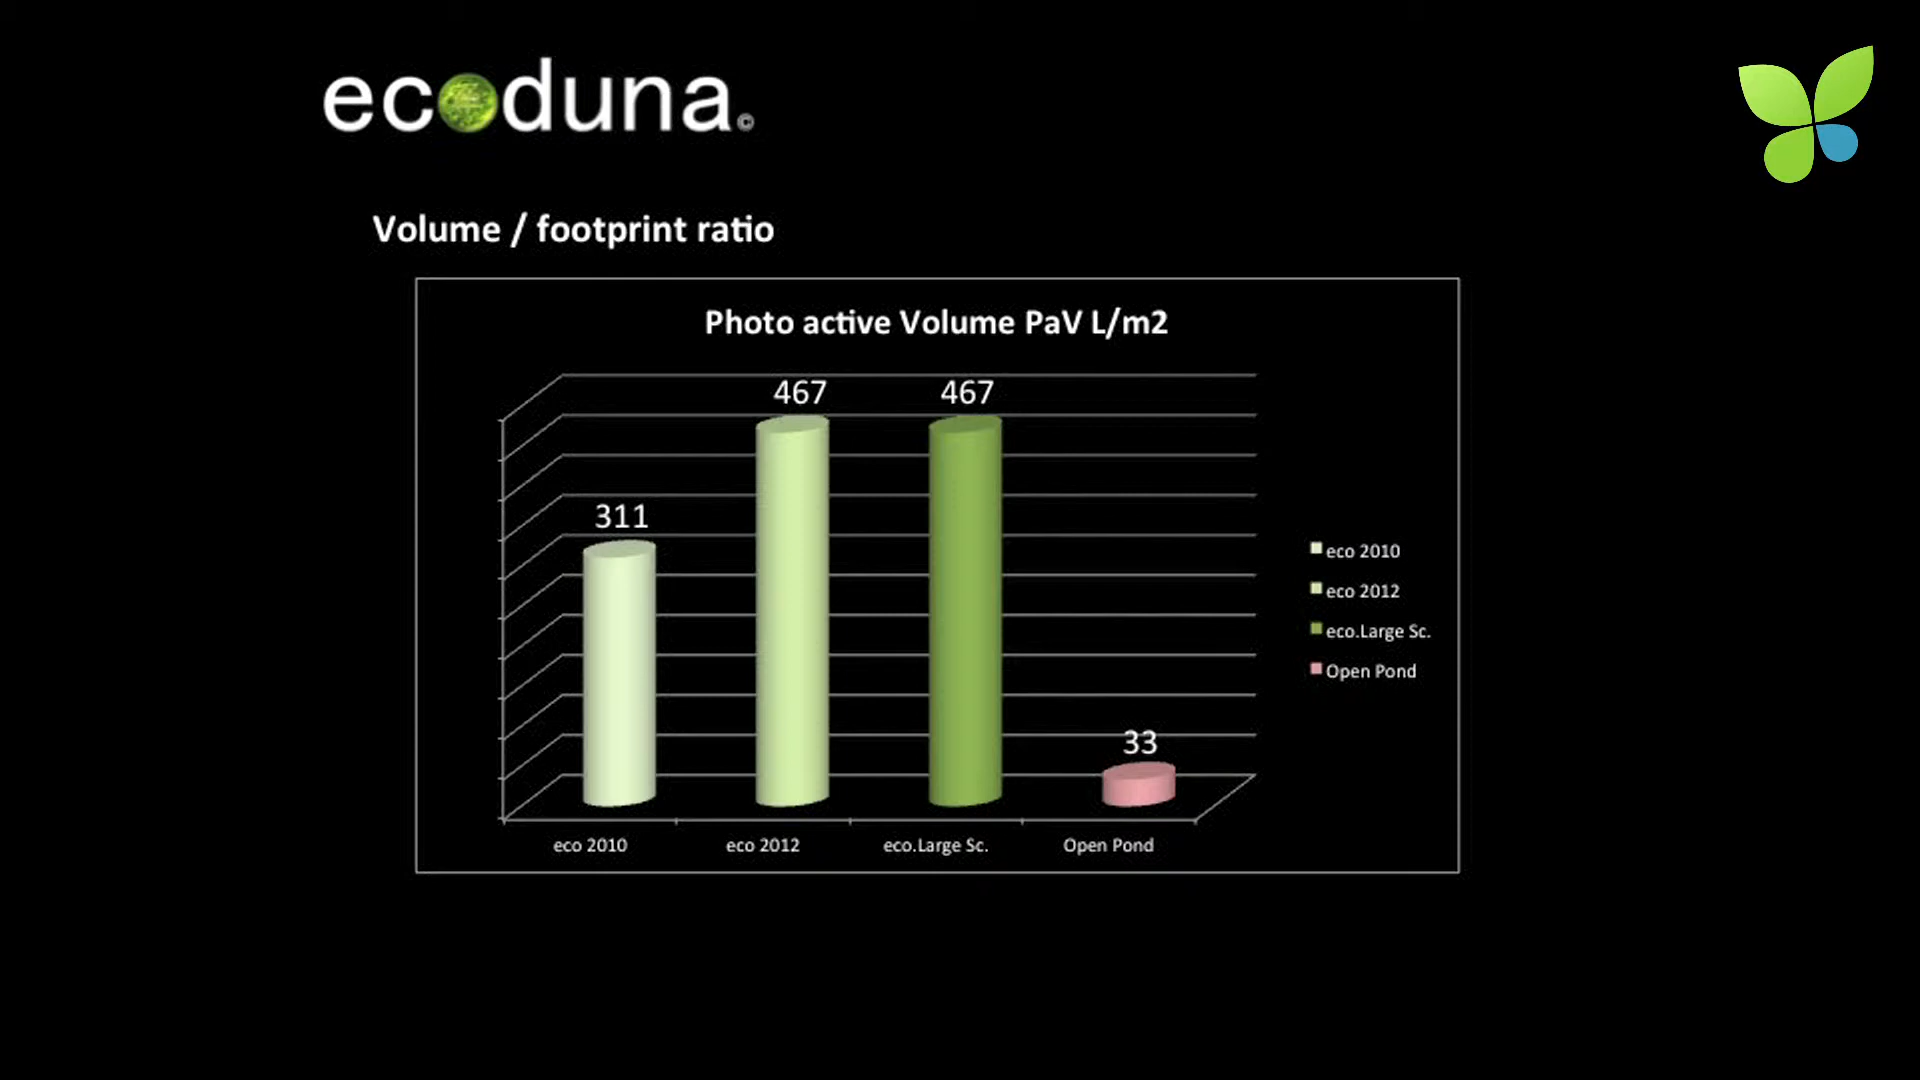 ecoduna©
Volume / footprint ratio
Photo active Volume PaV L/m2
467 467
311
33
eco 2010
eco 2012
eco.Large Sc.
Open Pond
eco 2010 eco 2012 eco.Large Sc. Open Pond